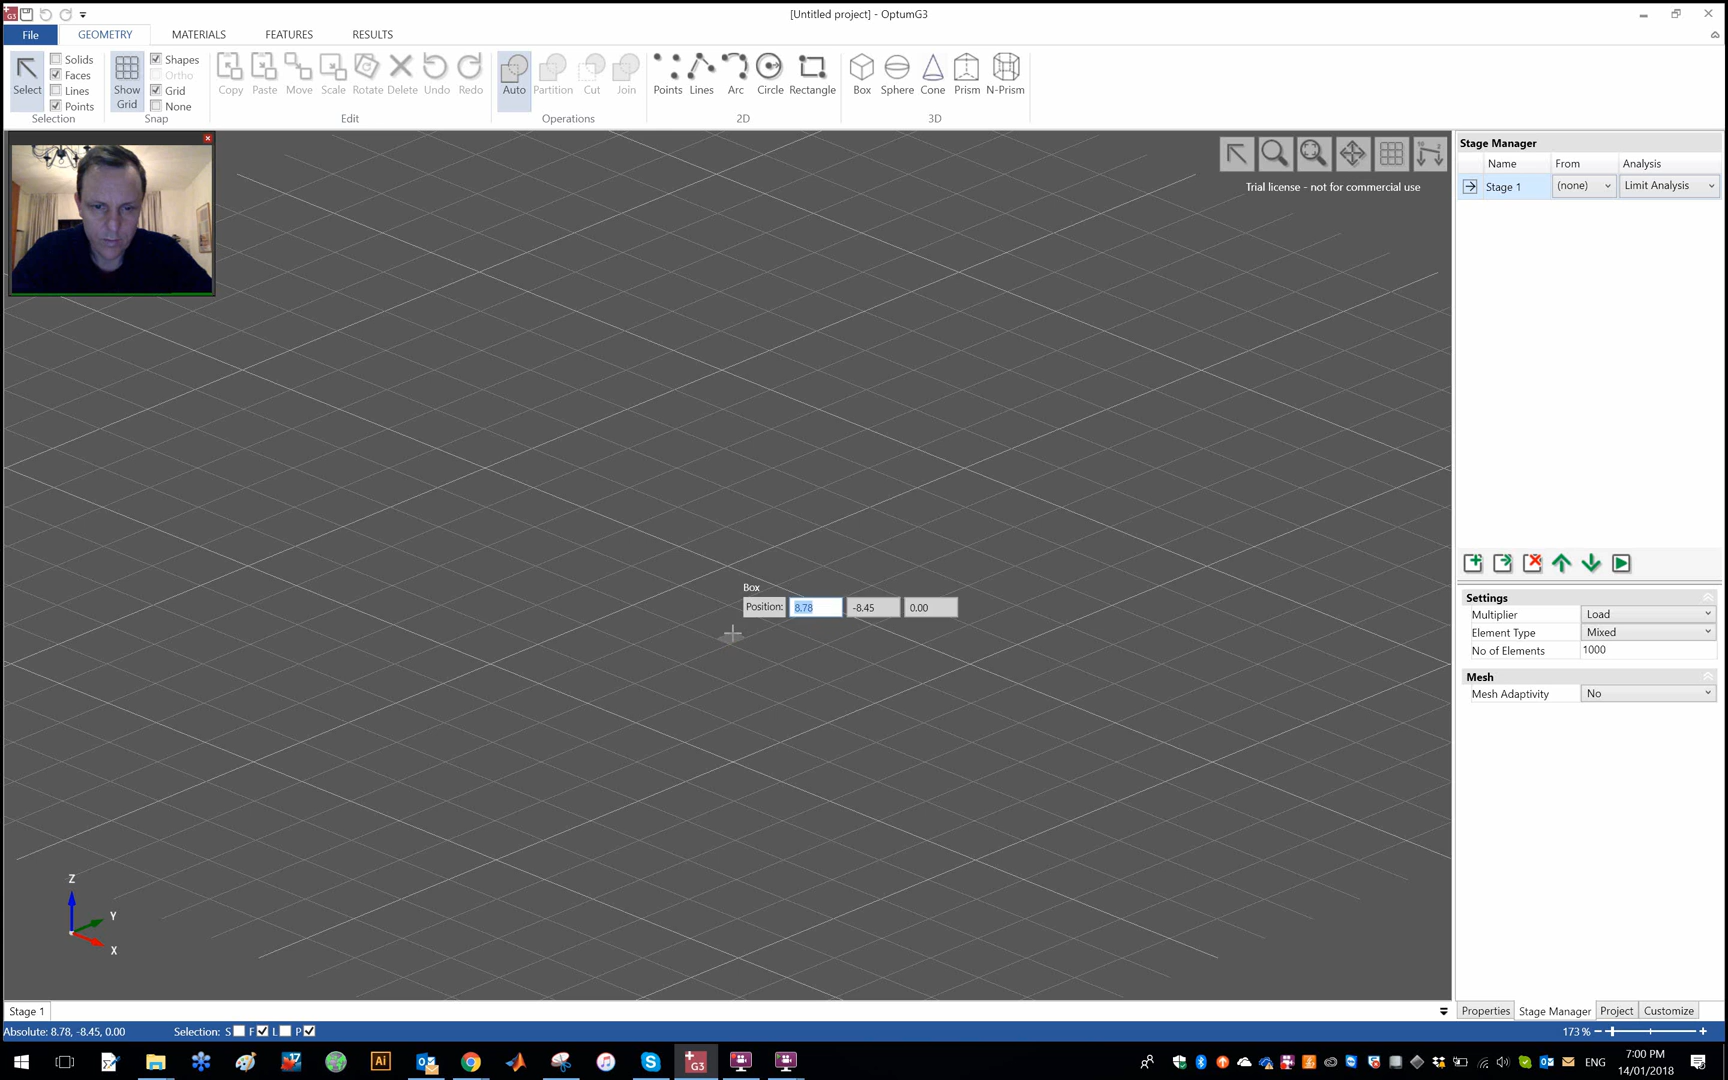 G3 [Untitled project] - OptumG3
File GEOMETRY MATERIALS FEATURES RESULTS
Select
Solids
Faces
Lines
Points
Selection
Show Grid
Shapes
Ortho
Grid
None
Snap
Copy Paste Move Scale Rotate Delete Undo Redo
Edit
Auto Partition Cut Join
Operations
Points Lines Arc Circle Rectangle
2D
Box Sphere Cone Prism N-Prism
3D
Trial license - not for commercial use
Stage Manager
Name From Analysis
Stage 1 (none) Limit Analysis
Box
Position: 8.78 -8.45 0.00
Settings
Multiplier Load
Element Type Mixed
No of Elements 1000
Mesh
Mesh Adaptivity No
Z
Y
X
Stage 1
Properties Stage Manager Project Customize
Absolute: 8.78, -8.45, 0.00 Selection: S F L P 173 %
17 Ai G3 ENG 7:00 PM
14/01/2018